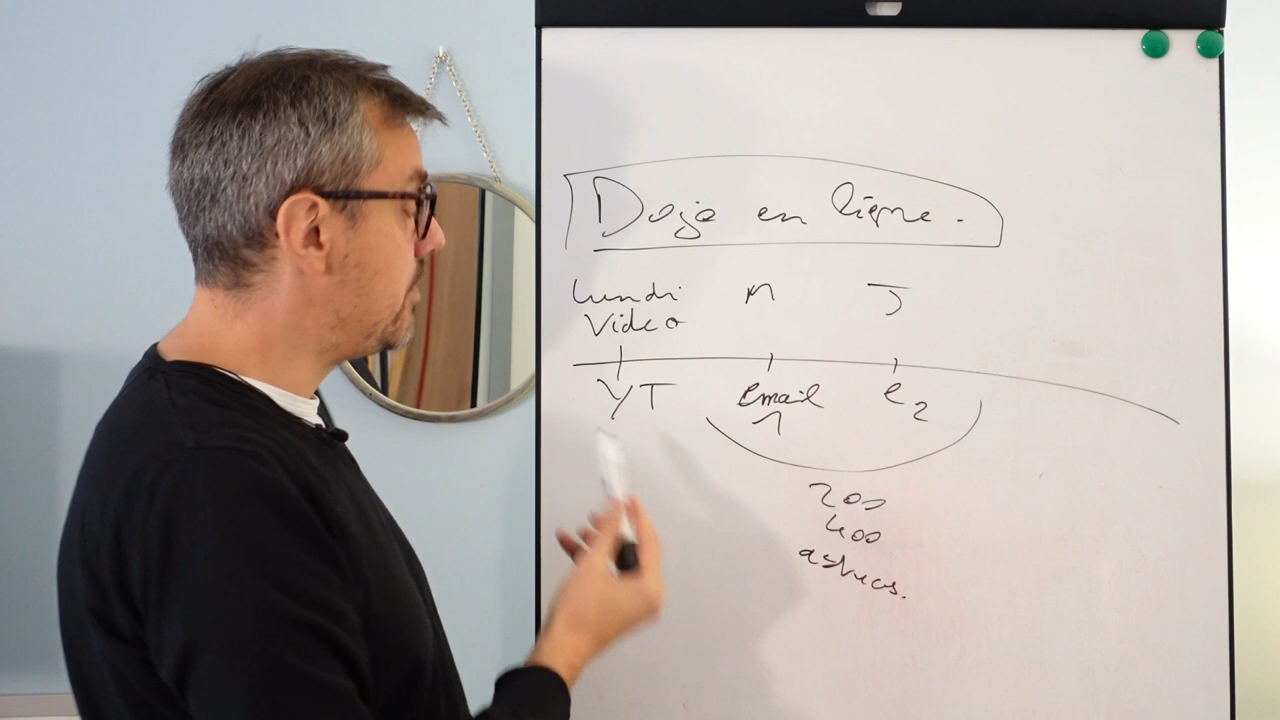 Dojo en ligne.
lundi M J
Video
YT email e2
1
200
400
astuces.